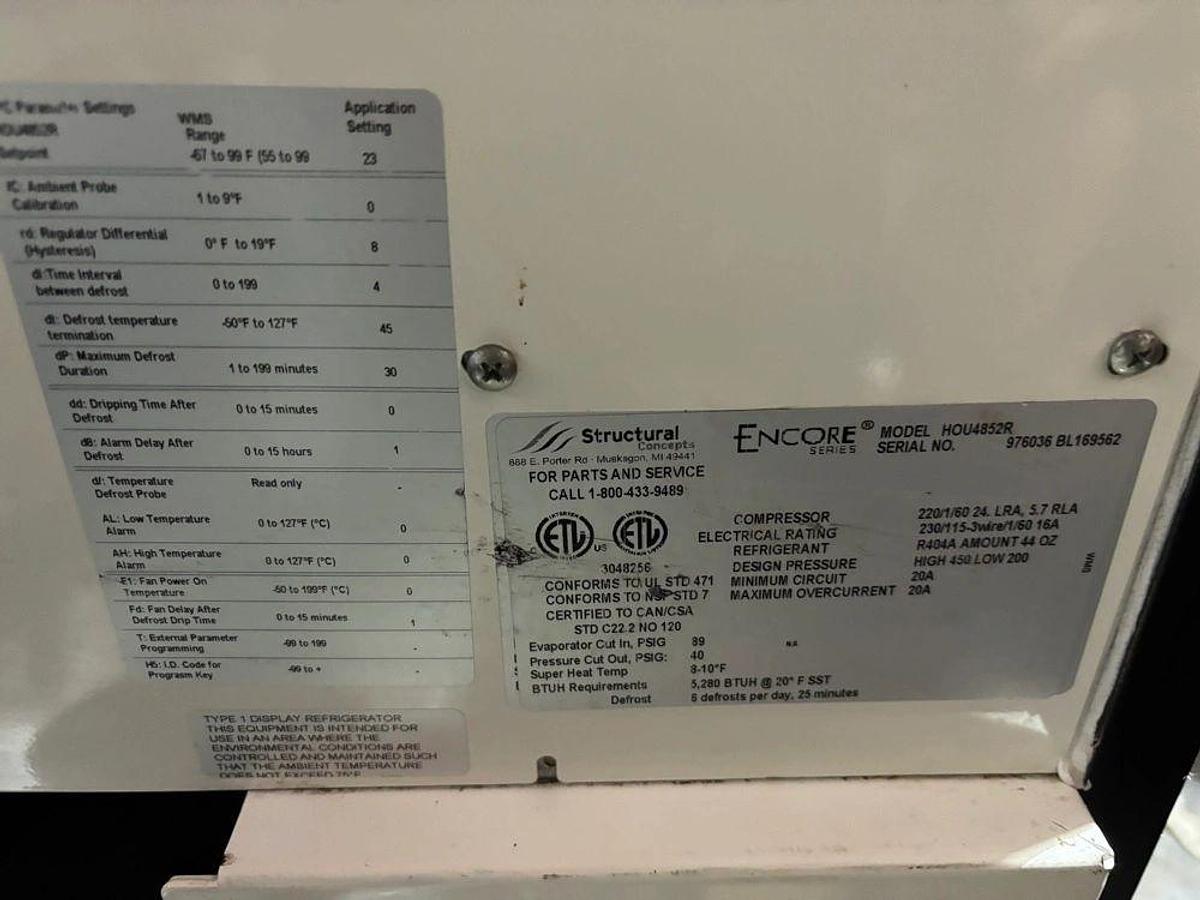 Parameter Settings
HOU4852R
WMS
Range
Application
Setting
Setpoint -67 to 99 F (55 to 99 23
IC: Ambient Probe
Calibration 1 to 9°F 0
rd: Regulator Differential
(Hysteresis) 0° F to 19°F 8
di:Time Interval
between defrost 0 to 199 4
dt: Defrost temperature
termination -50°F to 127°F 45
dP: Maximum Defrost
Duration 1 to 199 minutes 30
dd: Dripping Time After
Defrost 0 to 15 minutes 0
d8: Alarm Delay After
Defrost 0 to 15 hours 1
d/: Temperature
Defrost Probe Read only -
AL: Low Temperature
Alarm 0 to 127°F (°C) 0
AH: High Temperature
Alarm 0 to 127°F (°C) 0
F1: Fan Power On
Temperature -50 to 199°F (°C) 0
Fd: Fan Delay After
Defrost Drip Time 0 to 15 minutes 1
T: External Parameter
Programming -99 to 199 -
H5: I.D. Code for
Prograsm Key -99 to + -
TYPE 1 DISPLAY REFRIGERATOR
THIS EQUIPMENT IS INTENDED FOR
USE IN AN AREA WHERE THE
ENVIRONMENTAL CONDITIONS ARE
CONTROLLED AND MAINTAINED SUCH
THAT THE AMBIENT TEMPERATURE
DOES NOT EXCEED 75°F
Structural
Concepts
888 E. Porter Rd - Muskegon, MI 49441
FOR PARTS AND SERVICE
CALL 1-800-433-9489
ENCORE®
SERIES
MODEL HOU4852R
SERIAL NO. 976036 BL169562
ETL US ETL
3048256
CONFORMS TO UL STD 471
CONFORMS TO NSF STD 7
CERTIFIED TO CAN/CSA
STD C22.2 NO 120
COMPRESSOR 220/1/60 24. LRA, 5.7 RLA
ELECTRICAL RATING 230/115-3wire/1/60 16A
REFRIGERANT R404A AMOUNT 44 OZ
DESIGN PRESSURE HIGH 450 LOW 200
MINIMUM CIRCUIT 20A
MAXIMUM OVERCURRENT 20A
WMB
Evaporator Cut In, PSIG 89
Pressure Cut Out, PSIG: 40
Super Heat Temp 8-10°F
BTUH Requirements 5,280 BTUH @ 20° F SST
Defrost 6 defrosts per day, 25 minutes